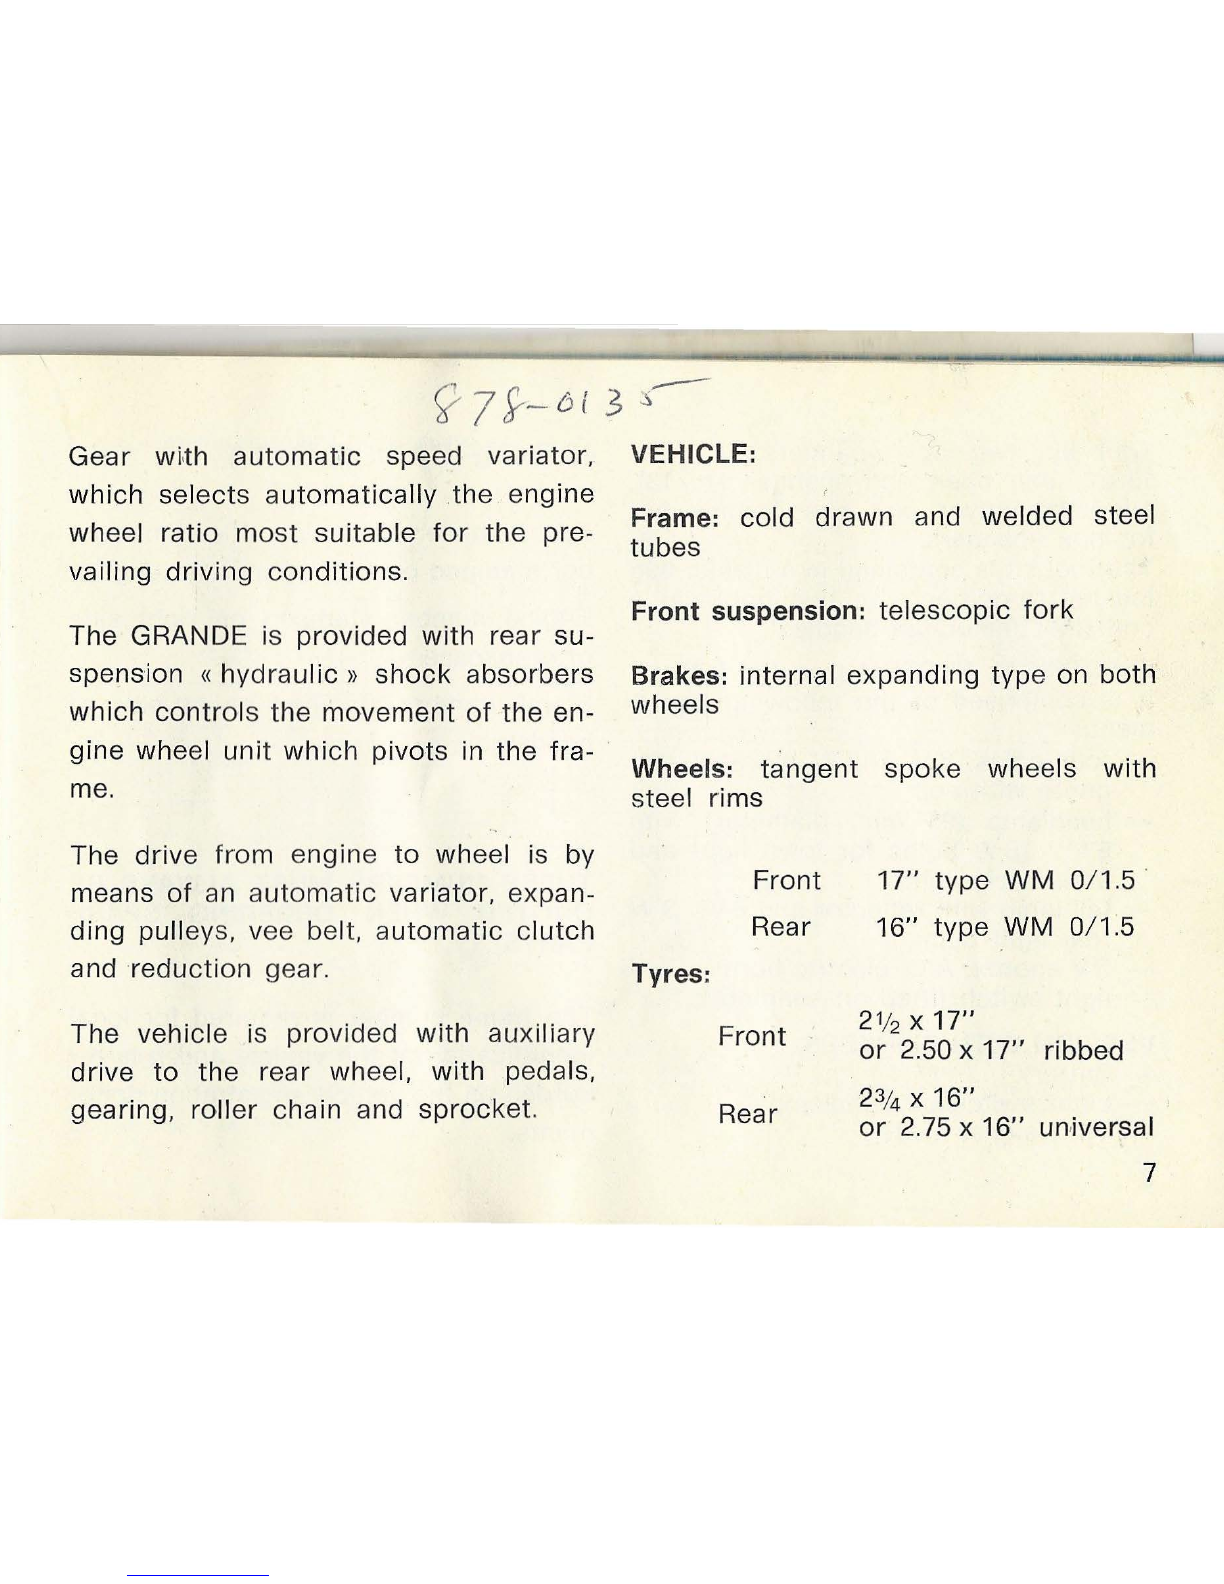 878-0135
Gear with automatic speed variator,
which selects automatically the engine
wheel ratio most suitable for the pre-
vailing driving conditions.
The GRANDE is provided with rear su-
spension « hydraulic » shock absorbers
which controls the movement of the en-
gine wheel unit which pivots in the fra-
me.
The drive from engine to wheel is by
means of an automatic variator, expan-
ding pulleys, vee belt, automatic clutch
and reduction gear.
The vehicle is provided with auxiliary
drive to the rear wheel, with pedals,
gearing, roller chain and sprocket.
VEHICLE:
Frame: cold drawn and welded steel
tubes
Front suspension: telescopic fork
Brakes: internal expanding type on both
wheels
Wheels: tangent spoke wheels with
steel rims
Front 17" type WM 0/1.5
Rear 16" type WM 0/1.5
Tyres:
Front 2½ x 17"
or 2.50 x 17" ribbed
Rear 2¾ x 16"
or 2.75 x 16" universal
7